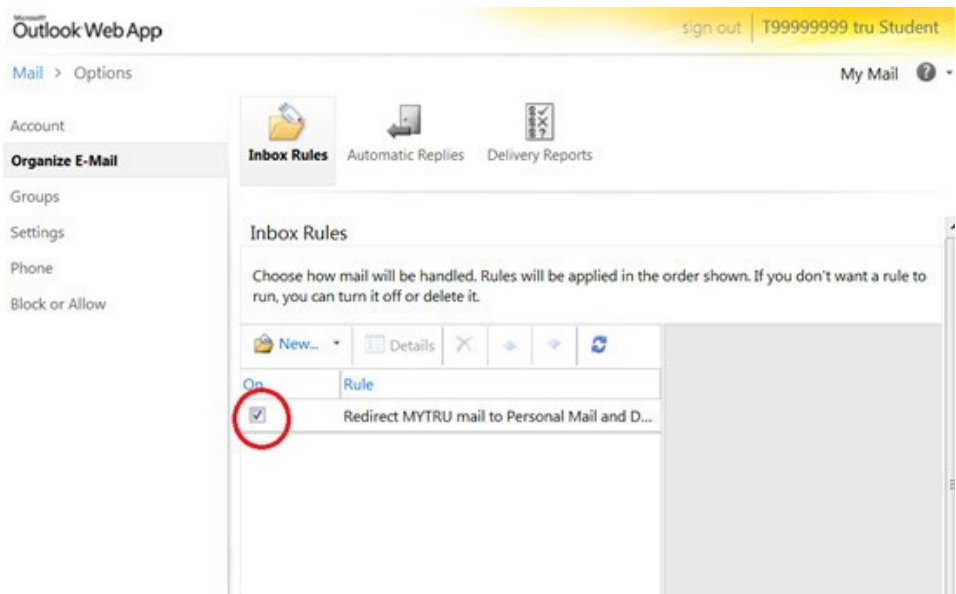 Microsoft
Outlook Web App
sign out
T99999999 tru Student
Mail > Options
My Mail
Account
Organize E-Mail
Groups
Settings
Phone
Block or Allow
Inbox Rules
Automatic Replies
Delivery Reports
Inbox Rules
Choose how mail will be handled. Rules will be applied in the order shown. If you don't want a rule to
run, you can turn it off or delete it.
New...
Details
On
Rule
Redirect MYTRU mail to Personal Mail and D...